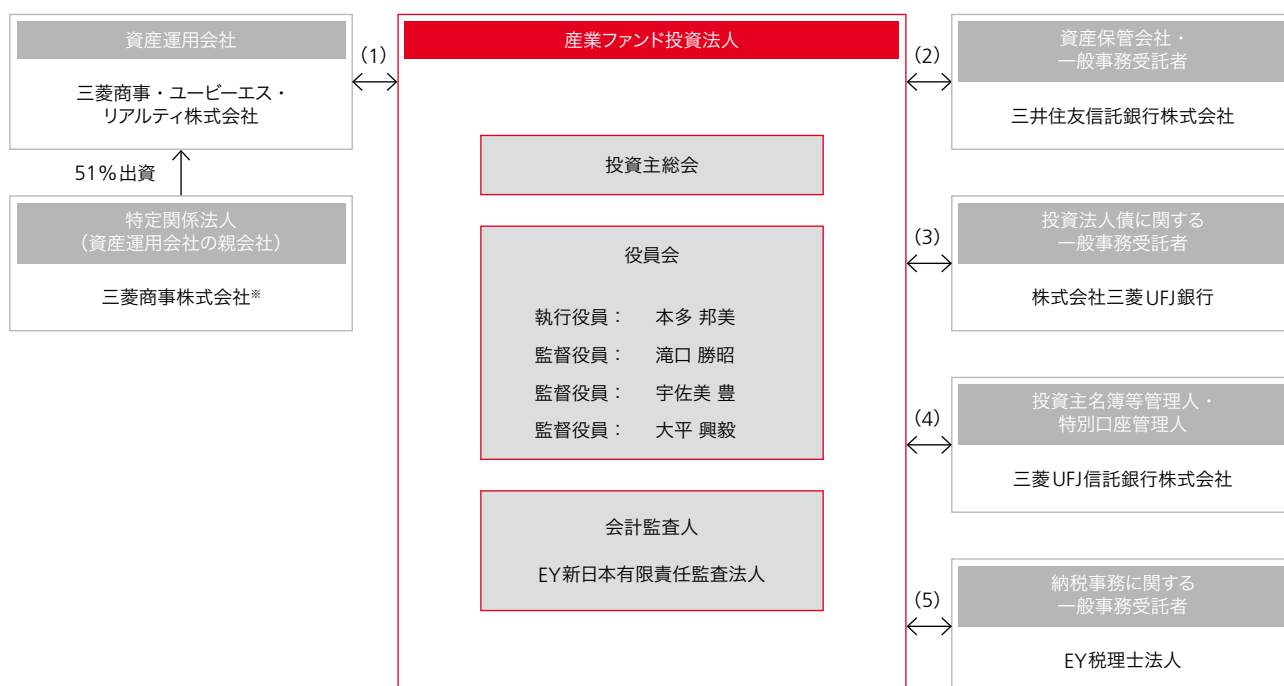 資産運用会社
三菱商事・ユービーエス・
リアルティ株式会社
(1)
51%出資
特定関係法人
（資産運用会社の親会社）
三菱商事株式会社※
産業ファンド投資法人
投資主総会
役員会
執行役員： 本多 邦美
監督役員： 滝口 勝昭
監督役員： 宇佐美 豊
監督役員： 大平 興毅
会計監査人
EY新日本有限責任監査法人
(2)
資産保管会社・
一般事務受託者
三井住友信託銀行株式会社
(3)
投資法人債に関する
一般事務受託者
株式会社三菱UFJ銀行
(4)
投資主名簿等管理人・
特別口座管理人
三菱UFJ信託銀行株式会社
(5)
納税事務に関する
一般事務受託者
EY税理士法人